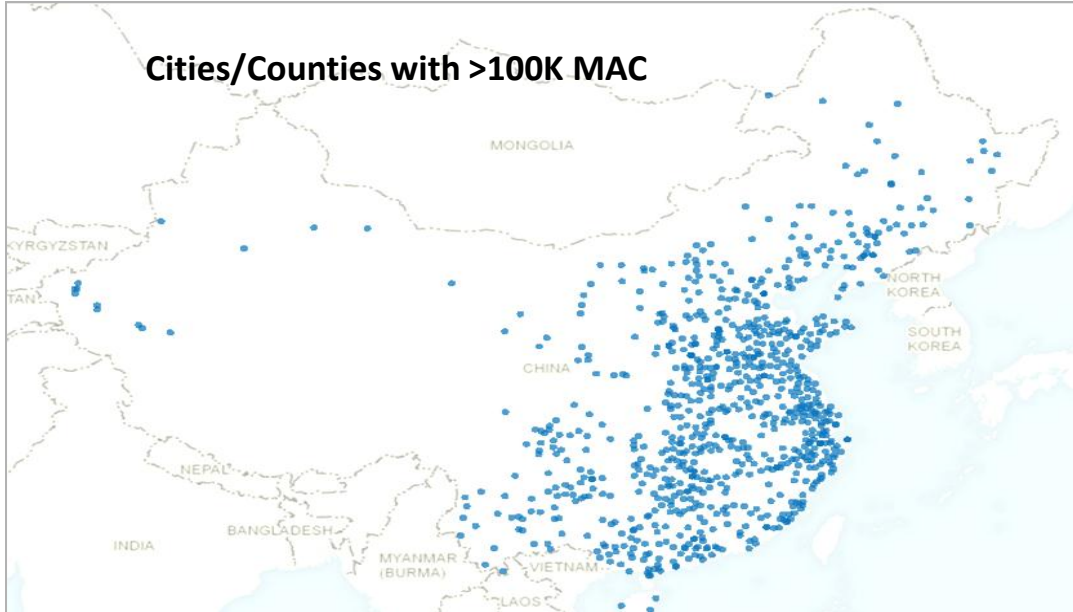 Cities/Counties with >100K MAC
MONGOLIA
KYRGYZSTAN
TAN
NORTH
KOREA
SOUTH
KOREA
CHINA
NEPAL
BANGLADESH
INDIA
MYANMAR
(BURMA)
VIETNAM
LAOS